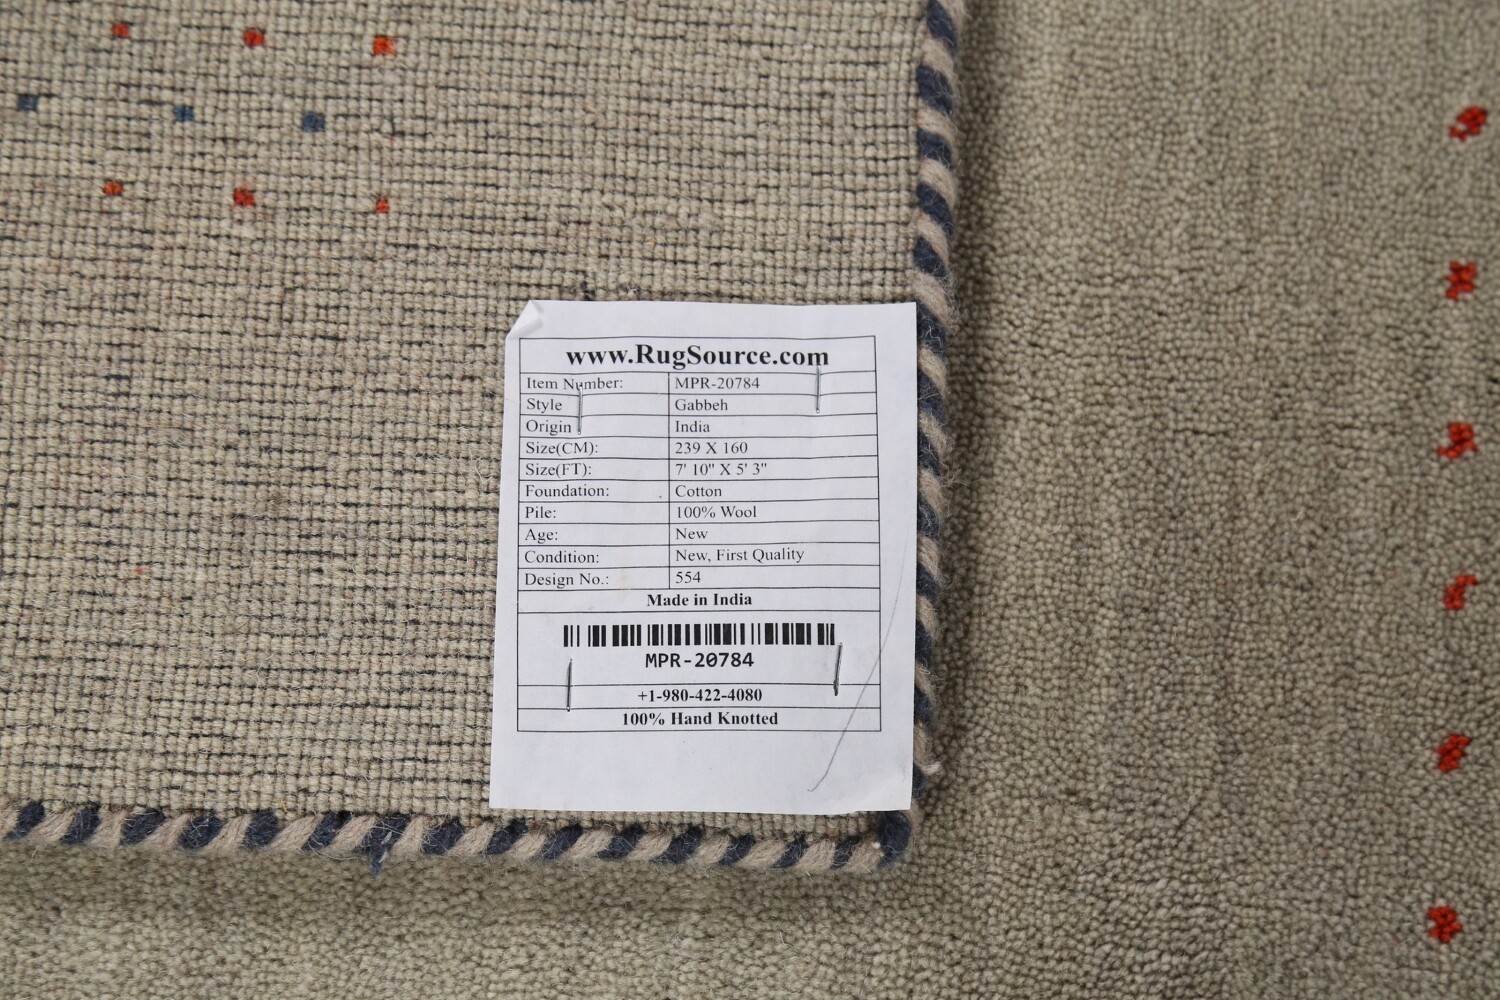 www.RugSource.com
Item Number: MPR-20784
Style Gabbeh
Origin India
Size(CM): 239 X 160
Size(FT): 7' 10" X 5' 3"
Foundation: Cotton
Pile: 100% Wool
Age: New
Condition: New, First Quality
Design No.: 554
Made in India
MPR-20784
+1-980-422-4080
100% Hand Knotted